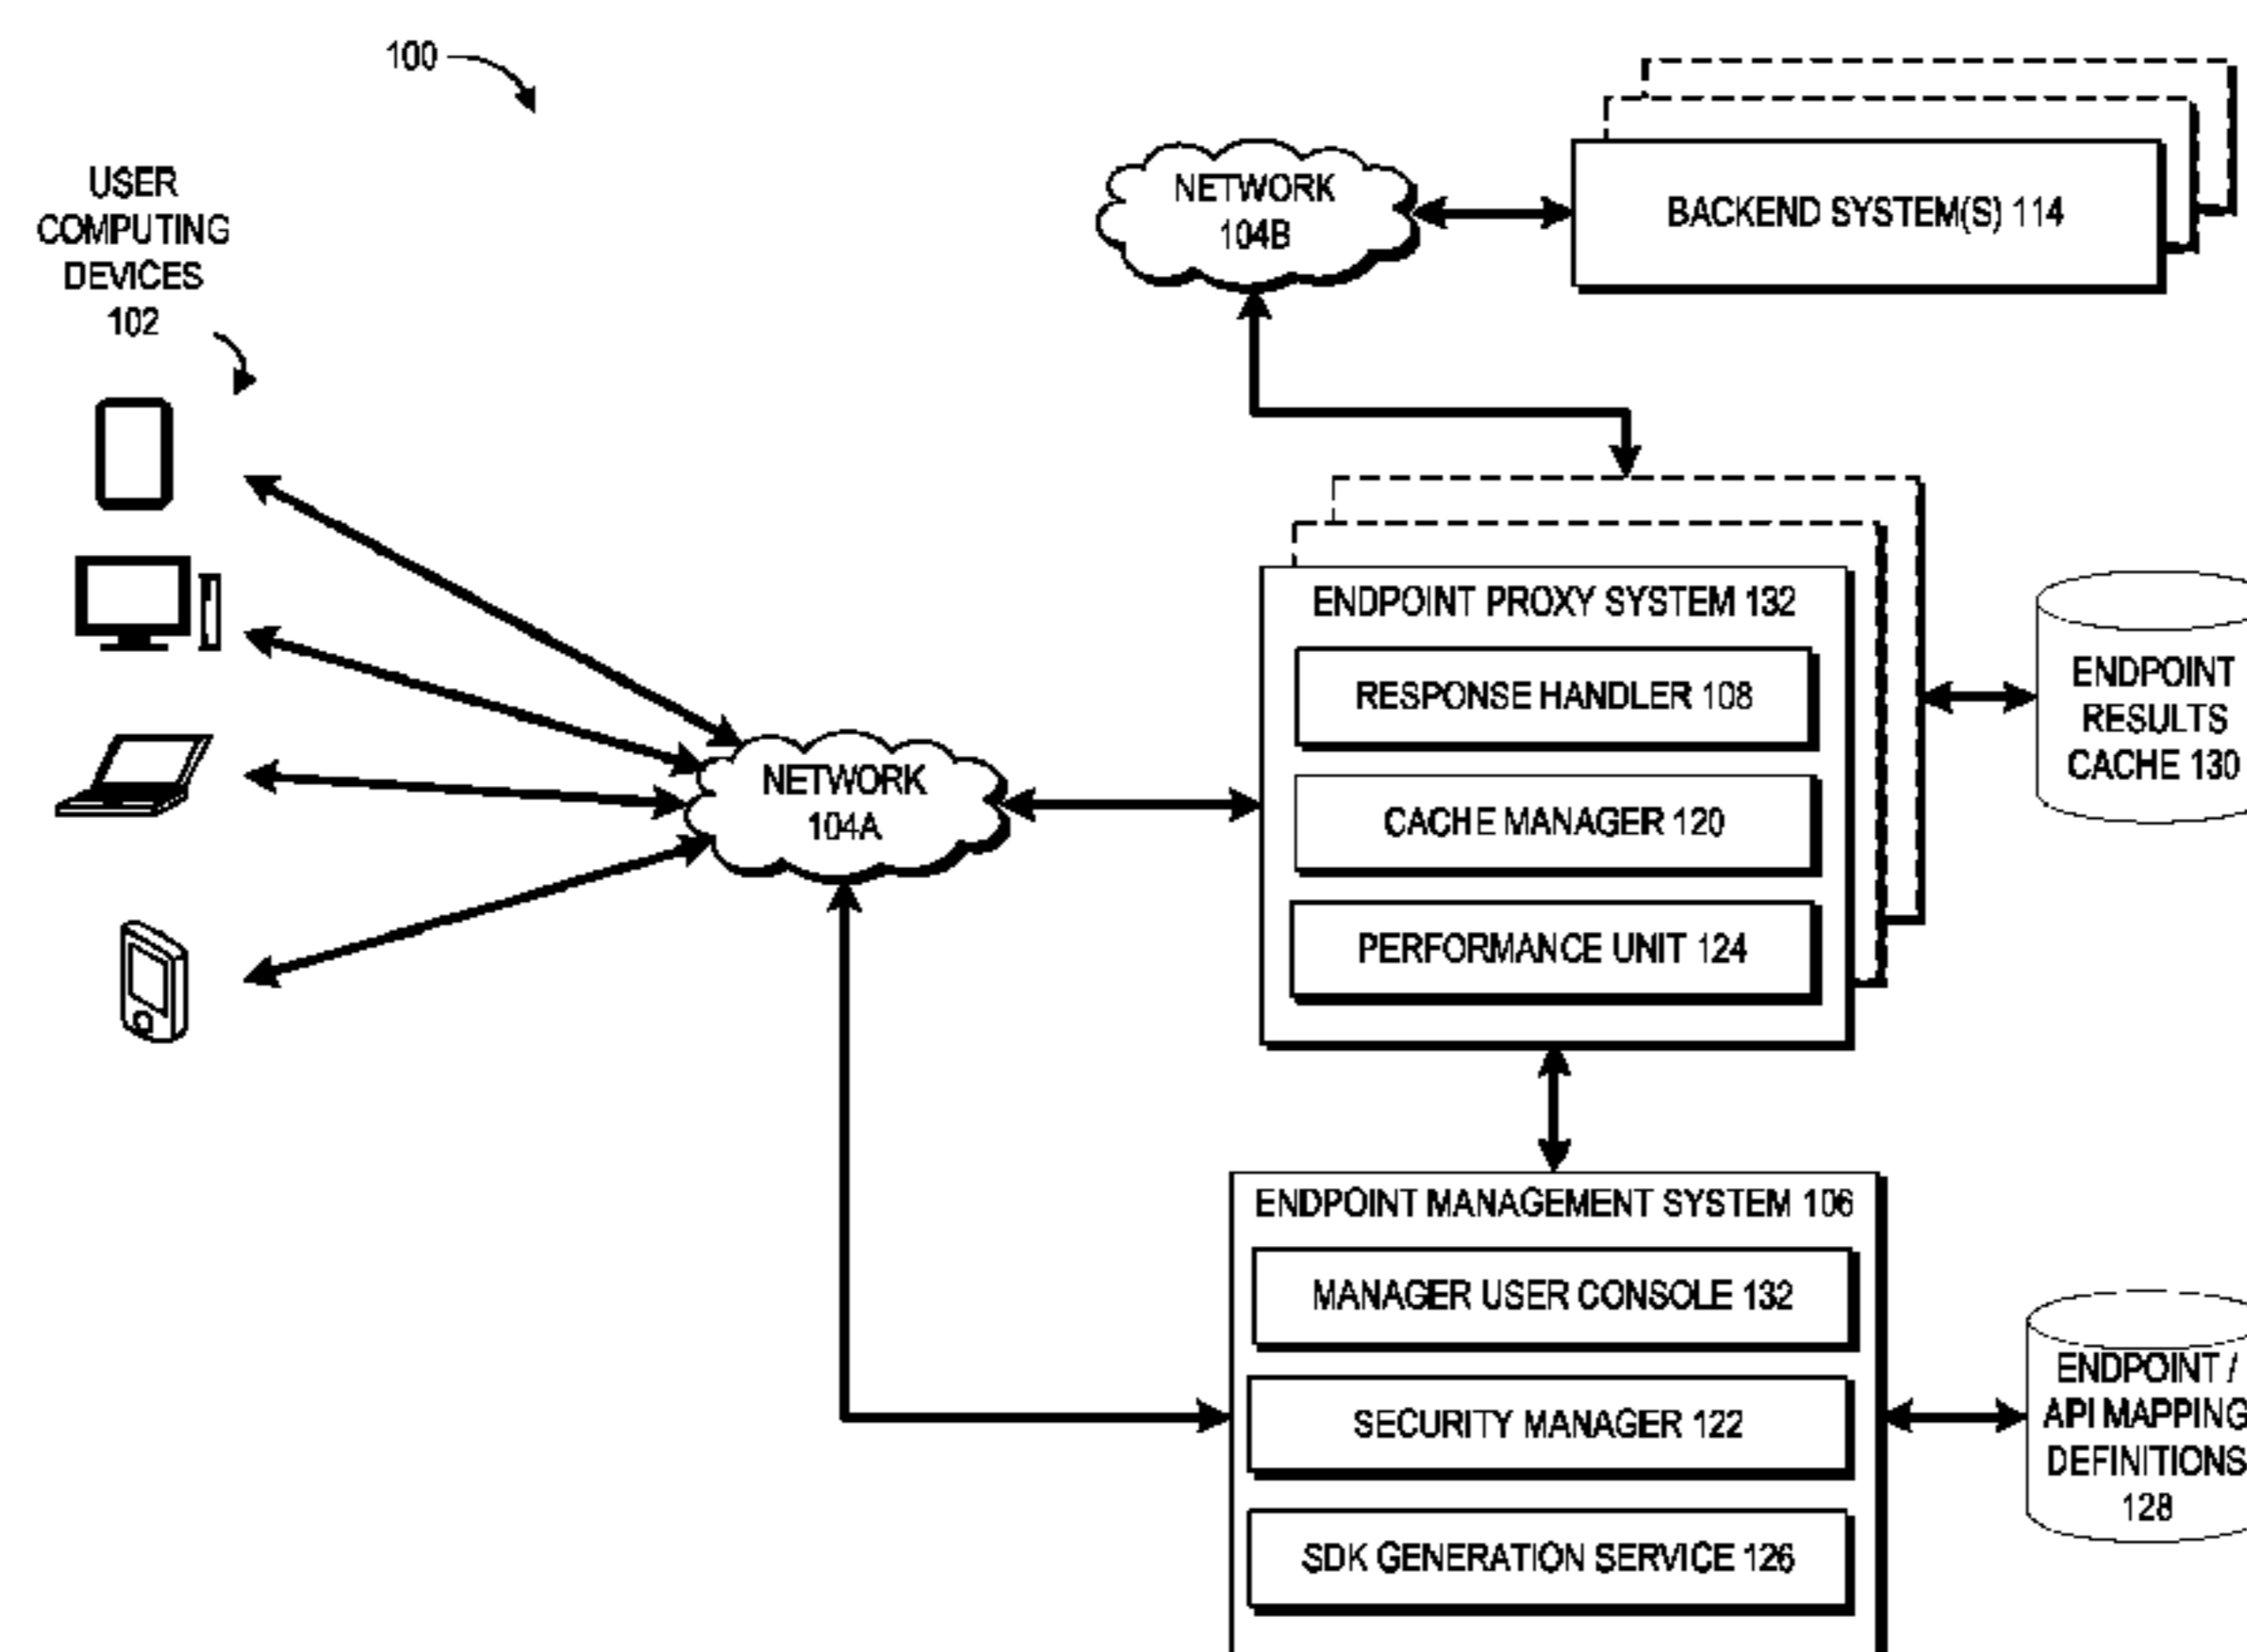 100
USER
COMPUTING
DEVICES
102
NETWORK
104B
BACKEND SYSTEM(S) 114
ENDPOINT PROXY SYSTEM 132
RESPONSE HANDLER 108
CACHE MANAGER 120
PERFORMANCE UNIT 124
ENDPOINT
RESULTS
CACHE 130
NETWORK
104A
ENDPOINT MANAGEMENT SYSTEM 106
MANAGER USER CONSOLE 132
SECURITY MANAGER 122
SDK GENERATION SERVICE 126
ENDPOINT /
API MAPPING
DEFINITIONS
128